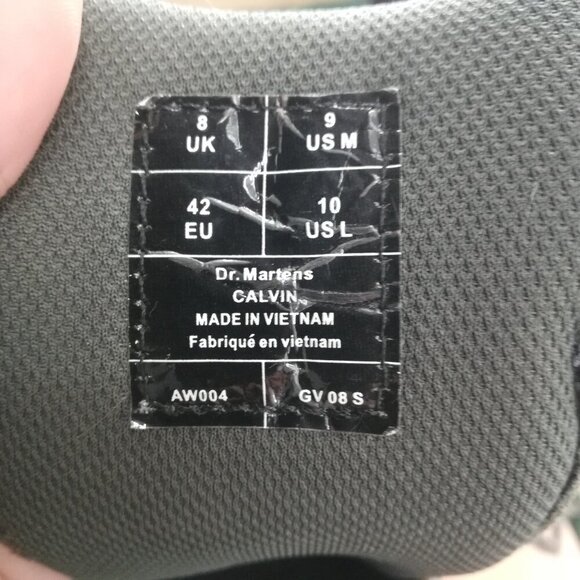 8
UK
9
US M
42
EU
10
US L
Dr. Martens
CALVIN
MADE IN VIETNAM
Fabriqué en vietnam
AW004
GV 08 S